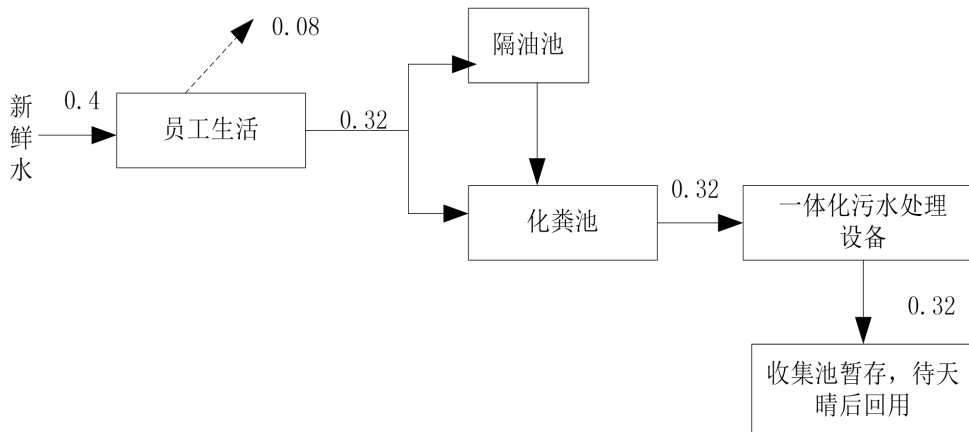 0.08
隔油池
新鲜水
0.4
员工生活
0.32
化粪池
0.32
一体化污水处理
设备
0.32
收集池暂存，待天
晴后回用